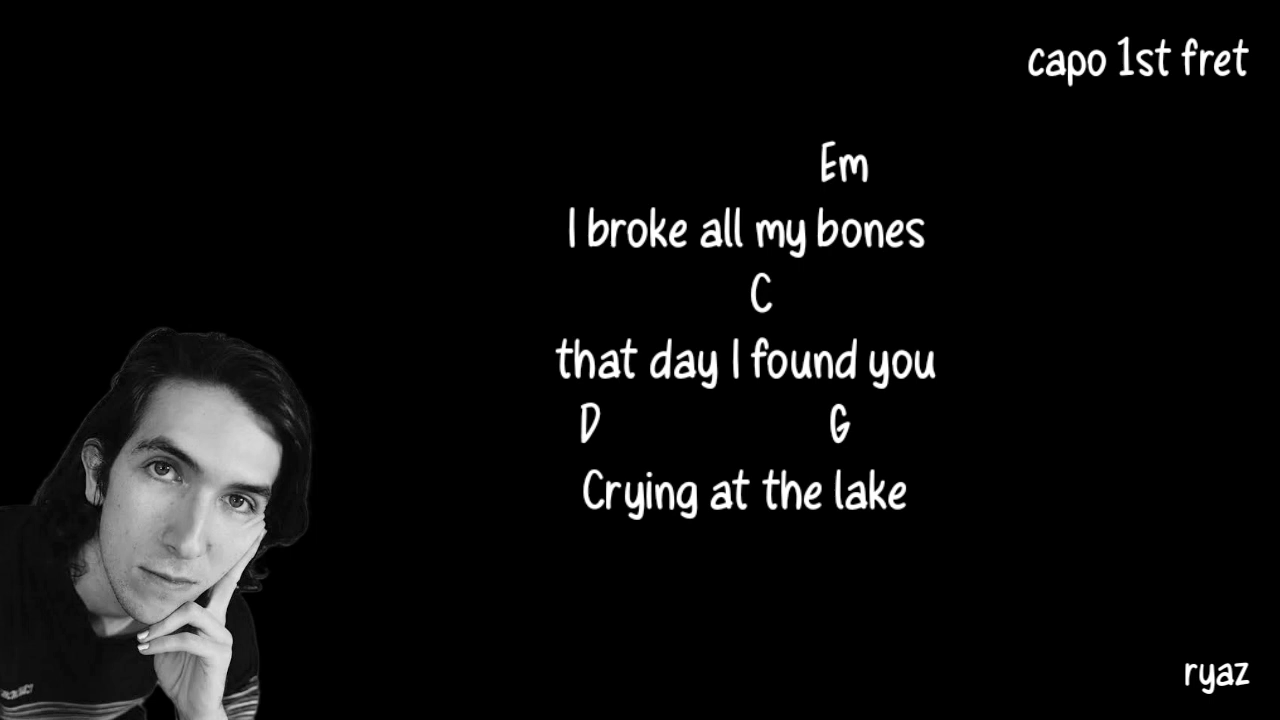 capo 1st fret
Em
I broke all my bones
C
that day I found you
D G
Crying at the lake
ryaz